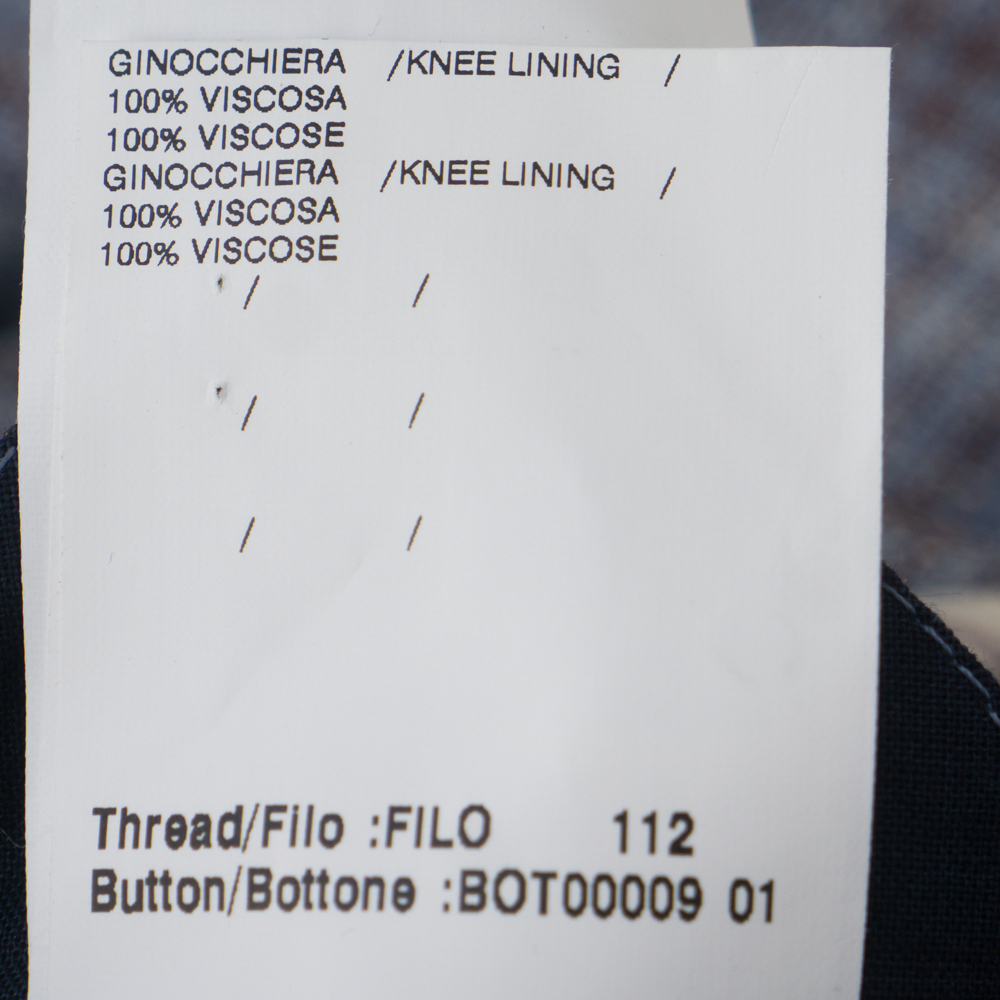 GINOCCHIERA /KNEE LINING /
100% VISCOSA
100% VISCOSE
GINOCCHIERA /KNEE LINING /
100% VISCOSA
100% VISCOSE
/ /
/ /
/ /
Thread/Filo :FILO 112
Button/Bottone :BOT00009 01